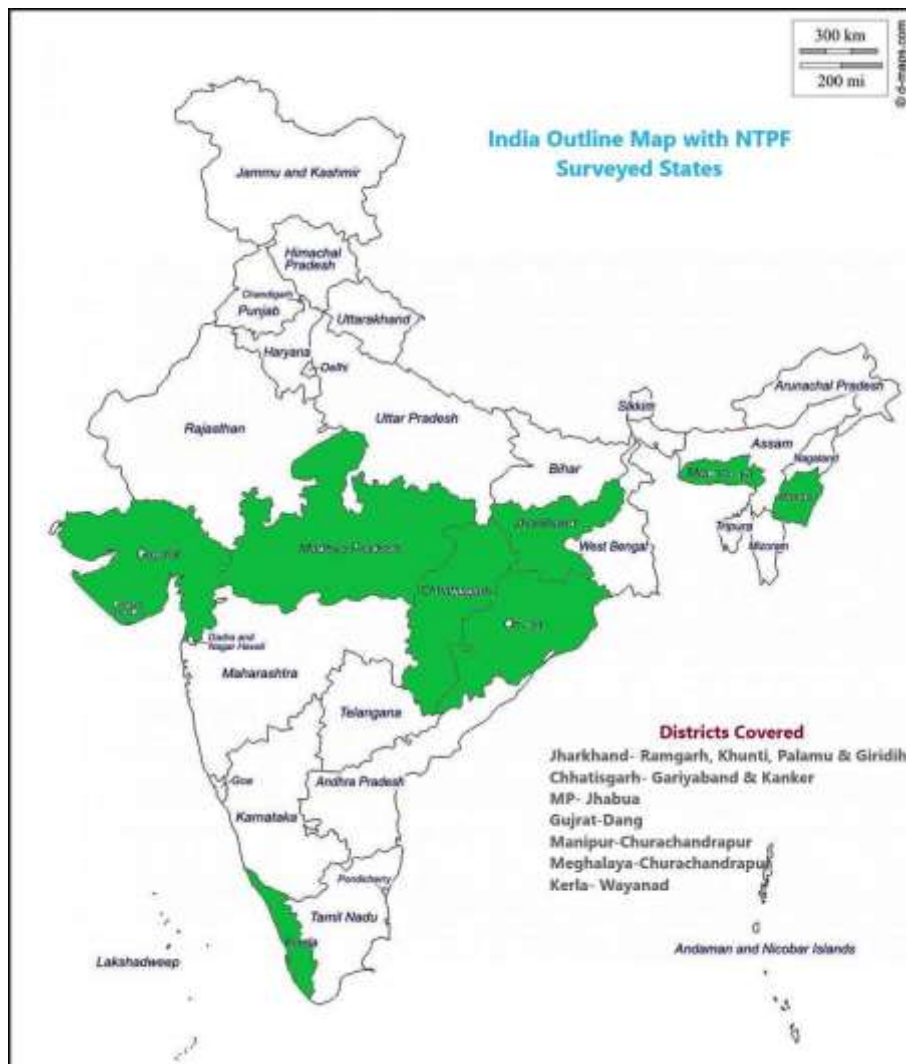 300 km
200 mi
© d-maps.com
India Outline Map with NTPF
Surveyed States
Jammu and Kashmir
Himachal
Pradesh
Chandigarh
Punjab
Uttarakhand
Haryana
Delhi
Arunachal Pradesh
Sikkim
Rajasthan
Uttar Pradesh
Assam
Nagaland
Bihar
Jharkhand
Tripura
Mizoram
West Bengal
Madhya Pradesh
Dadra and
Nagar Haveli
Maharashtra
Telangana
Districts Covered
Jharkhand- Ramgarh, Khunti, Palamu & Giridih
Chhatisgarh- Gariyaband & Kanker
MP- Jhabua
Gujrat-Dang
Manipur-Churachandrapur
Meghalaya-Churachandrapur
Kerla- Wayanad
Goa
Andhra Pradesh
Karnataka
Pondicherry
Tamil Nadu
Kerala
Lakshadweep
Andaman and Nicobar Islands